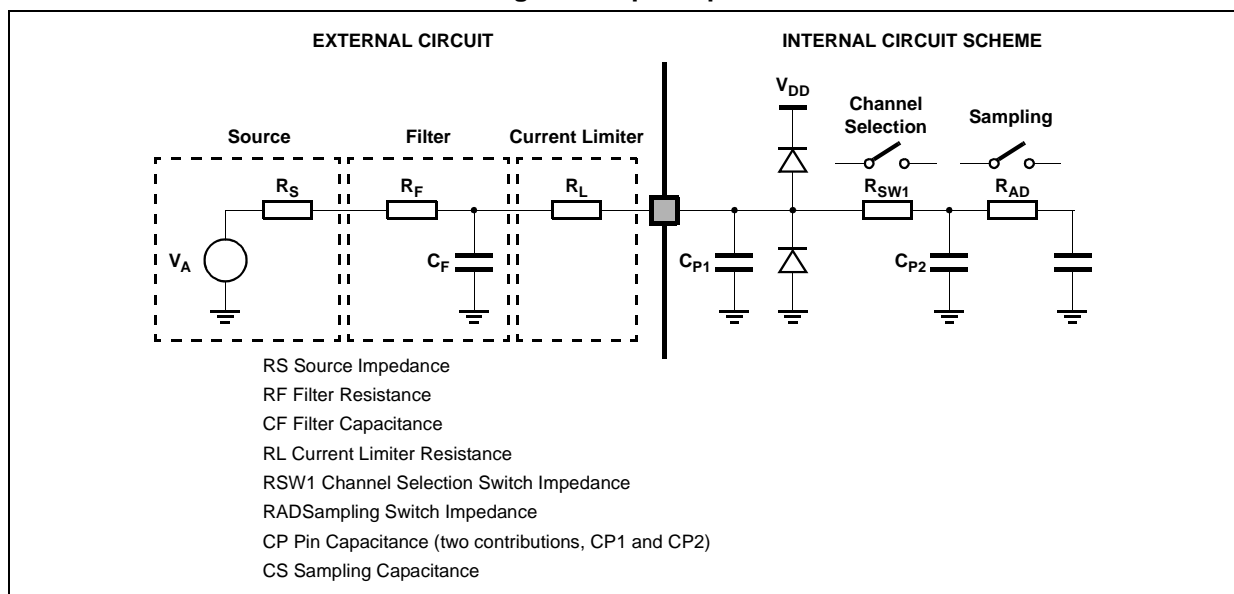 EXTERNAL CIRCUIT
INTERNAL CIRCUIT SCHEME
VDD
Channel
Selection
Sampling
Source
Filter
Current Limiter
RS
RF
RL
RSW1
RAD
VA
CF
CP1
CP2
RS Source Impedance
RF Filter Resistance
CF Filter Capacitance
RL Current Limiter Resistance
RSW1 Channel Selection Switch Impedance
RADSampling Switch Impedance
CP Pin Capacitance (two contributions, CP1 and CP2)
CS Sampling Capacitance